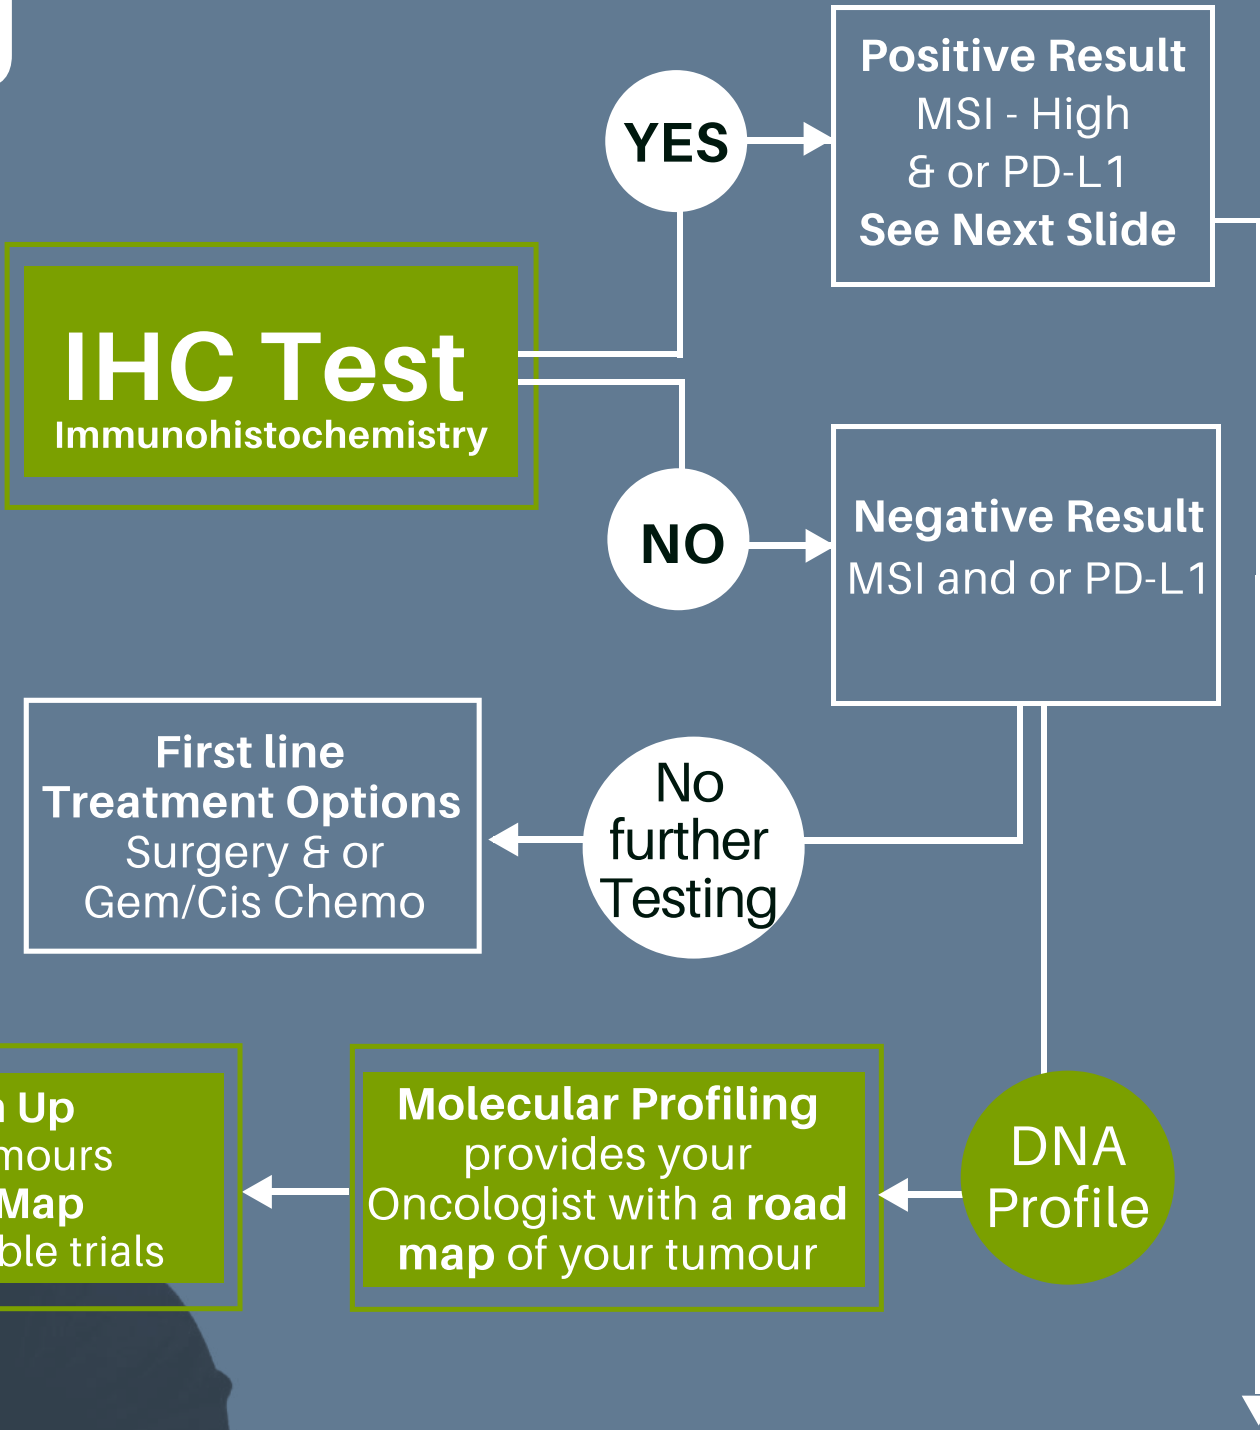 YES
Positive Result
MSI - High
& or PD-L1
See Next Slide
IHC Test
Immunohistochemistry
NO
Negative Result
MSI and or PD-L1
First line
Treatment Options
Surgery & or
Gem/Cis Chemo
No
further
Testing
DNA
Profile
Molecular Profiling
provides your
Oncologist with a road
map of your tumour
Up
Map
trials